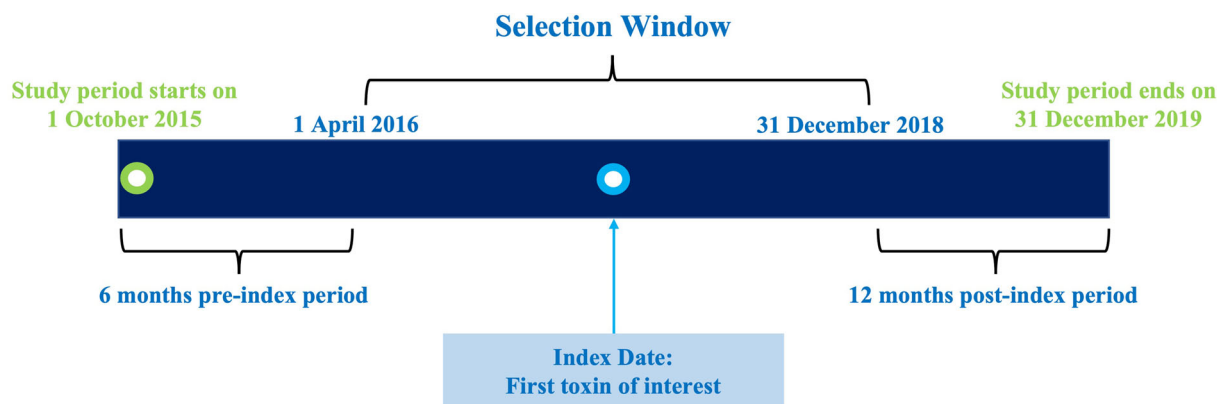 Selection Window
Study period starts on
1 October 2015
1 April 2016
31 December 2018
Study period ends on
31 December 2019
6 months pre-index period
12 months post-index period
Index Date:
First toxin of interest